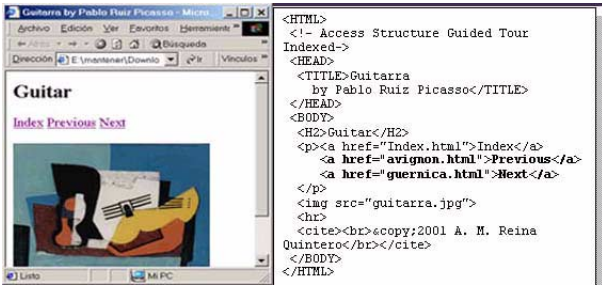 Guitarra by Pablo Ruiz Picasso - Micro...
Archivo Edición Ver Favoritos Herramient
Atrás Búsqueda
Dirección E:\mantener\Downlo Ir Vínculos
Guitar
Index Previous Next
Listo Mi PC
<HTML>
<!- Access Structure Guided Tour
Indexed->
<HEAD>
<TITLE>Guitarra
by Pablo Ruiz Picasso</TITLE>
</HEAD>
<BODY>
<H2>Guitar</H2>
<p><a href="Index.html">Index</a>
<a href="avignon.html">Previous</a>
<a href="guernica.html">Next</a>
</p>
<img src="guitarra.jpg">
<hr>
<cite><br>&copy;2001 A. M. Reina
Quintero</br></cite>
</BODY>
</HTML>